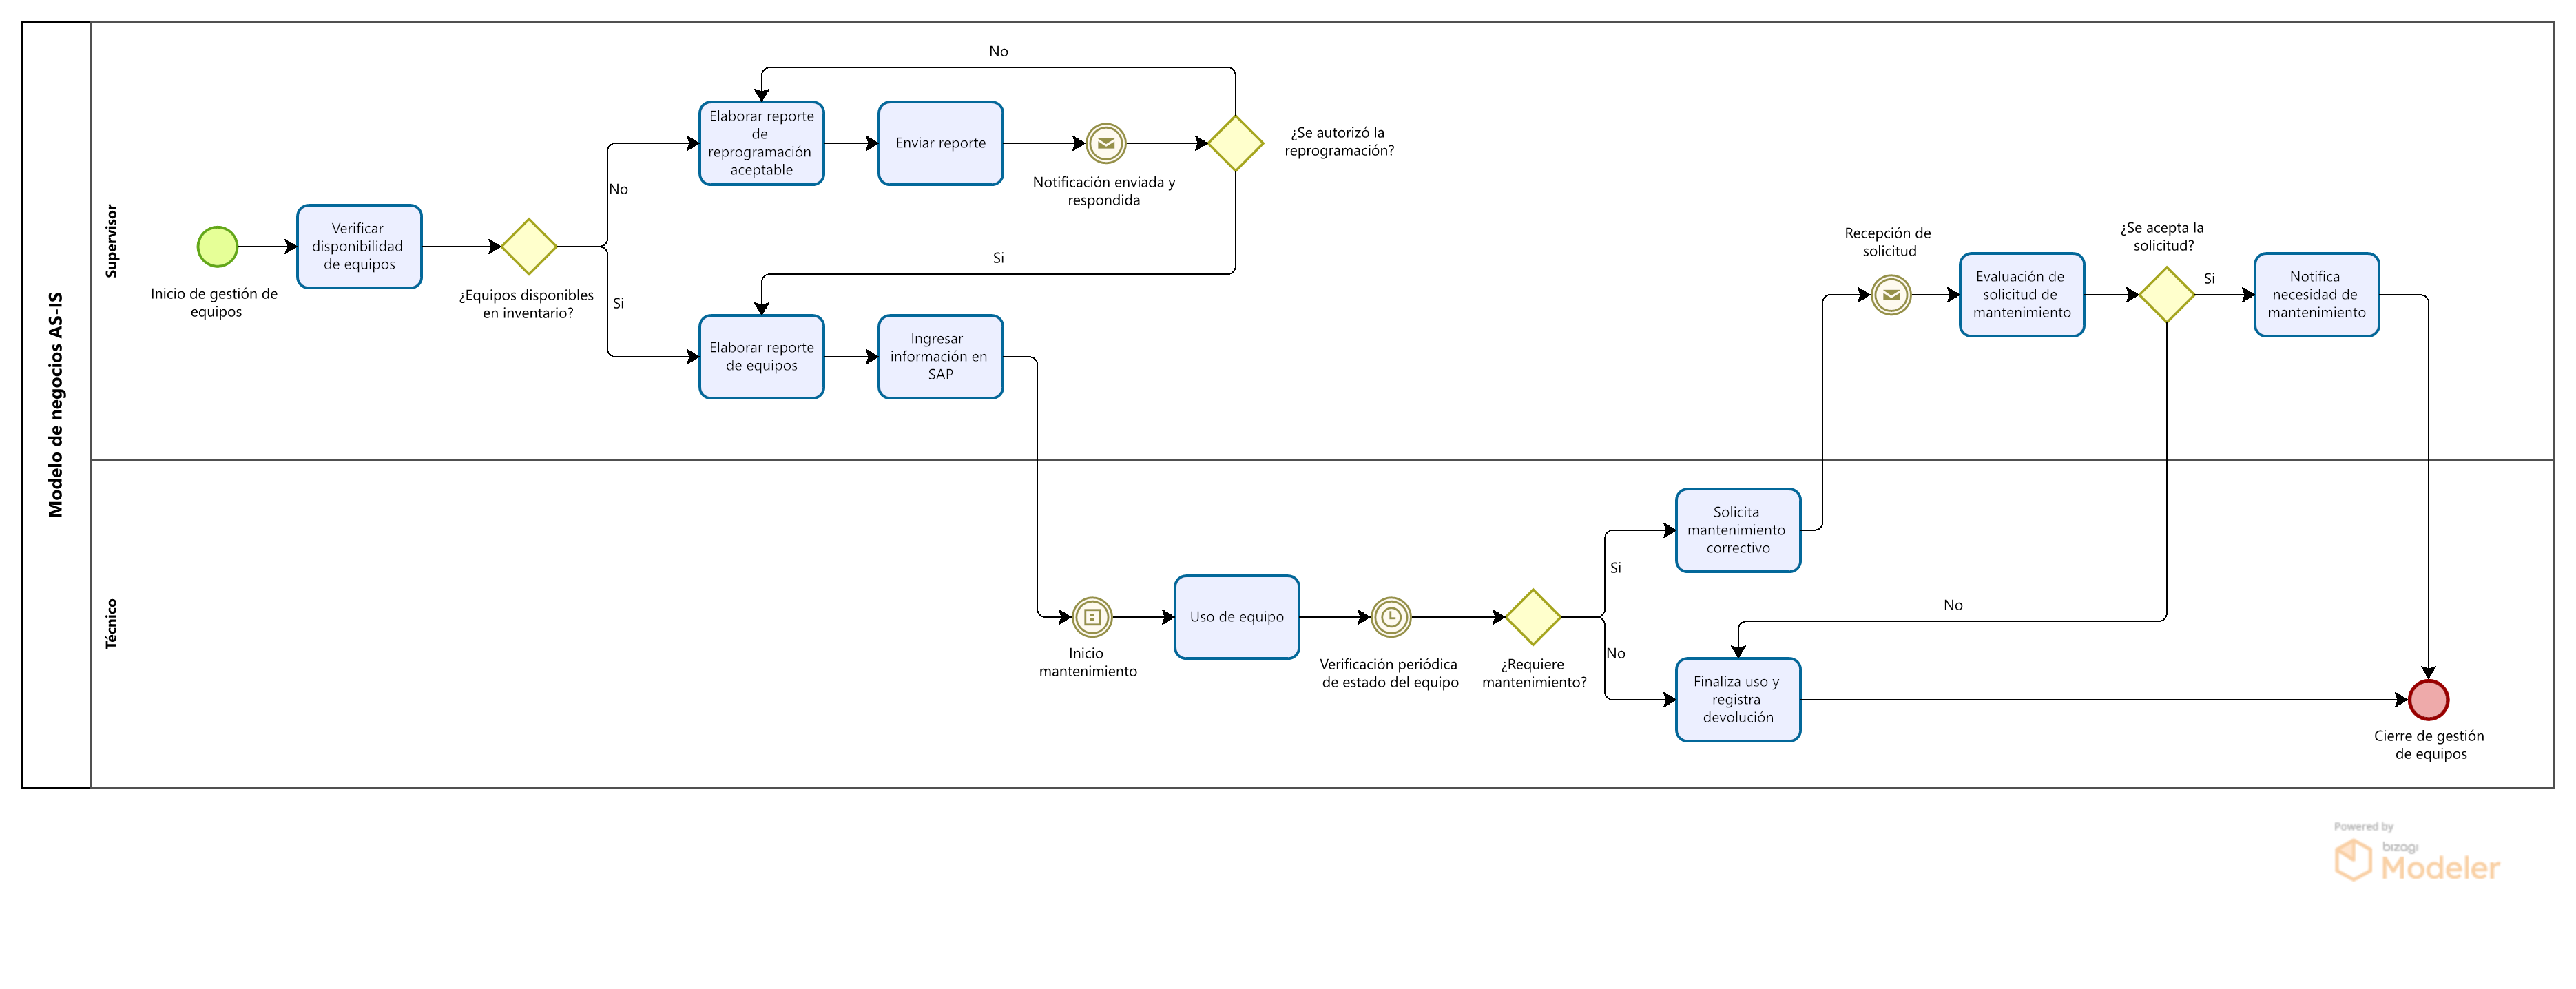 Modelo de negocios AS-IS
Supervisor
Inicio de gestión de
equipos
Verificar
disponibilidad
de equipos
¿Equipos disponibles
en inventario?
No
Si
Elaborar reporte
de
reprogramación
aceptable
Enviar reporte
Notificación enviada y
respondida
No
¿Se autorizó la
reprogramación?
Si
Elaborar reporte
de equipos
Ingresar
información en
SAP
Recepción de
solicitud
Evaluación de
solicitud de
mantenimiento
¿Se acepta la
solicitud?
Si
Notifica
necesidad de
mantenimiento
Técnico
Inicio
mantenimiento
Uso de equipo
Verificación periódica
de estado del equipo
¿Requiere
mantenimiento?
Si
No
Solicita
mantenimiento
correctivo
No
Finaliza uso y
registra
devolución
Cierre de gestión
de equipos
Powered by
bizagi
Modeler